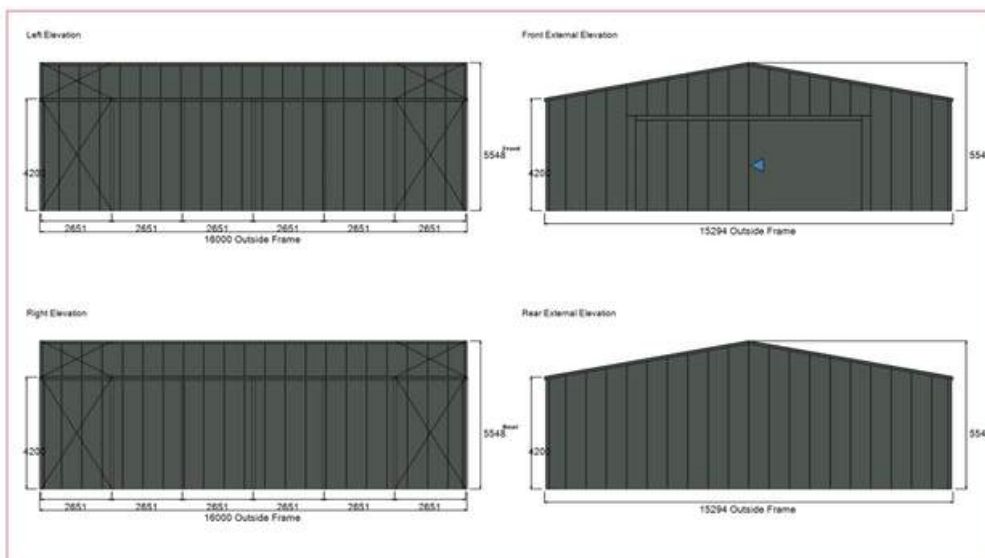 Left Elevation
Front External Elevation
4200
5548
Front
4200
554
2651 2651 2651 2651 2651 2651
16000 Outside Frame
15294 Outside Frame
Right Elevation
Rear External Elevation
4200
5548
Rear
4200
554
2651 2651 2651 2651 2651 2651
16000 Outside Frame
15294 Outside Frame